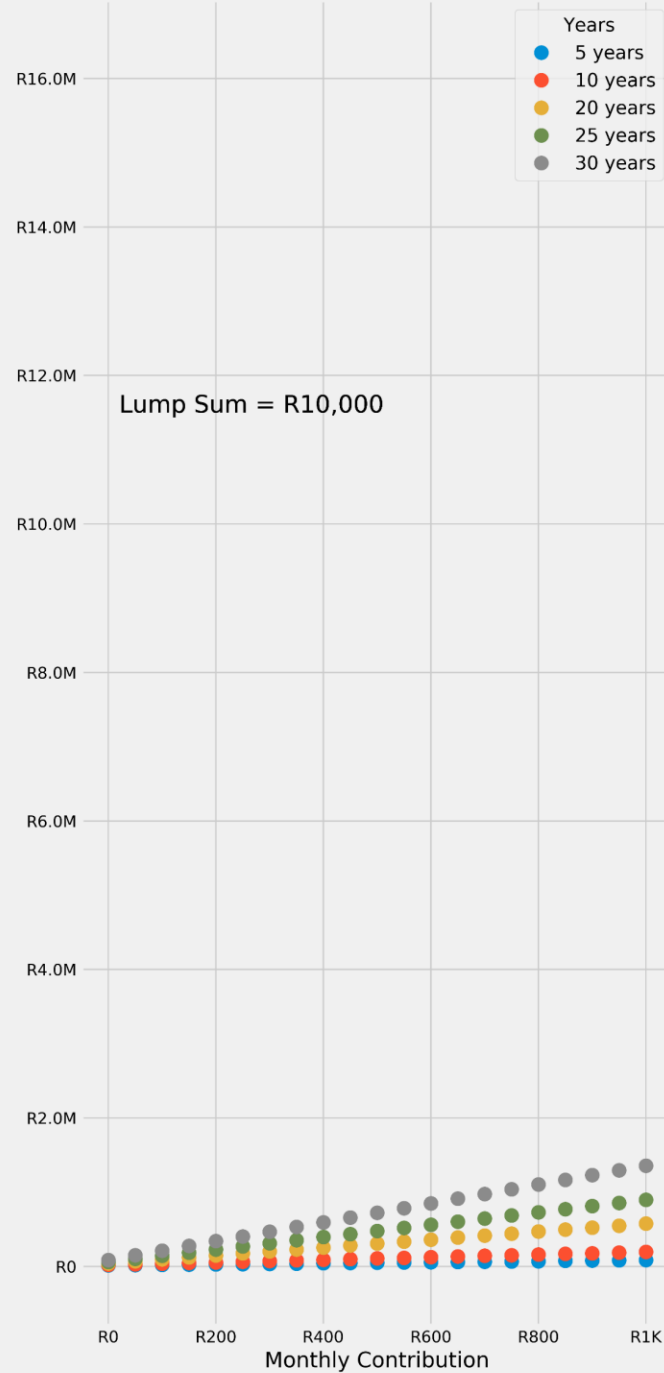 Years
5 years
10 years
20 years
25 years
30 years
R16.0M
R14.0M
R12.0M
Lump Sum = R10,000
R10.0M
R8.0M
R6.0M
R4.0M
R2.0M
R0
R0 R200 R400 R600 R800 R1K
Monthly Contribution